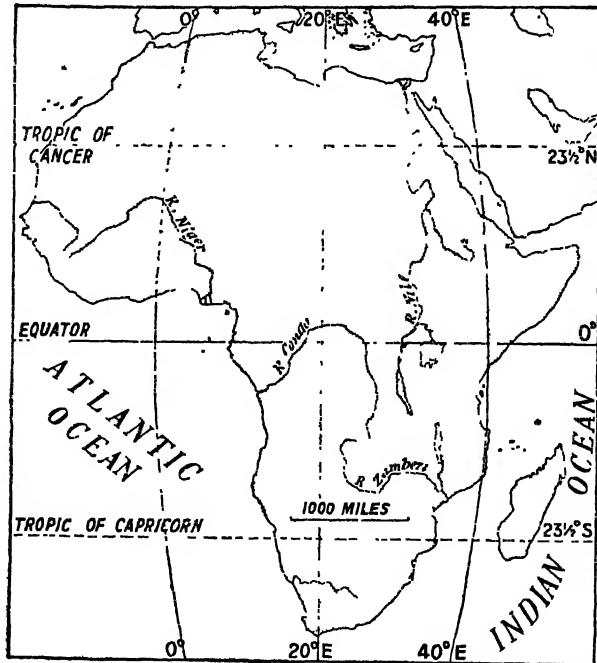 0° 20°E 40°E
TROPIC OF
CANCER
23½°N
R. Niger
R. Nile
EQUATOR
0°
R Congo
ATLANTIC
OCEAN
R Zambezi
OCEAN
1000 MILES
TROPIC OF CAPRICORN
23½°S
INDIAN
0° 20°E 40°E